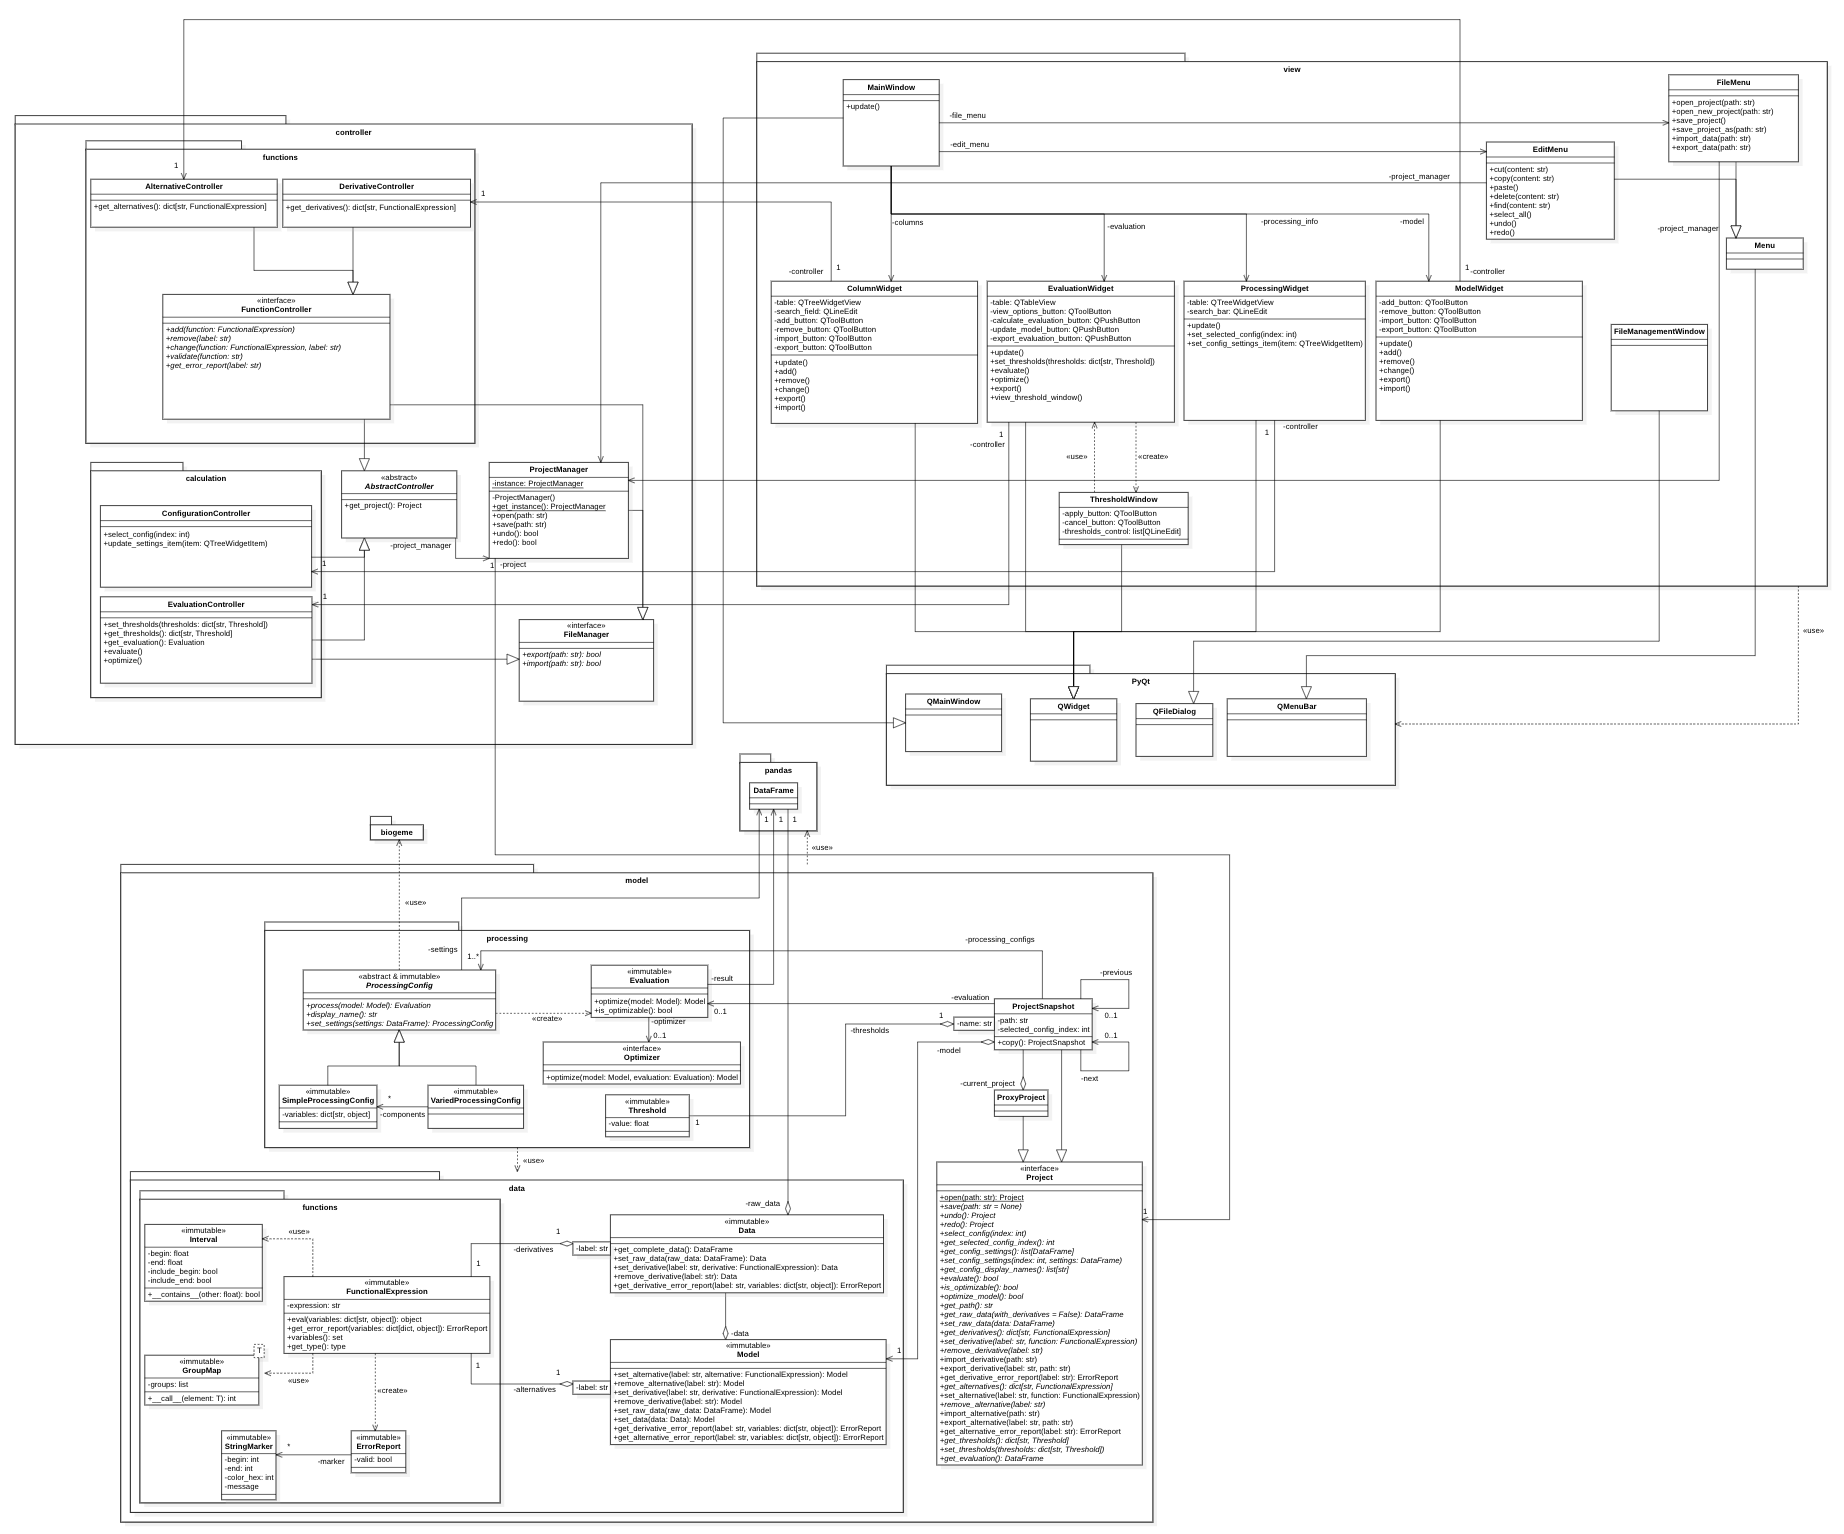 view
MainWindow
+update()
-file_menu
-edit_menu
FileMenu
+open_project(path: str)
+open_new_project(path: str)
+save_project()
+save_project_as(path: str)
+import_data(path: str)
+export_data(path: str)
EditMenu
+cut(content: str)
+copy(content: str)
+paste()
+delete(content: str)
+find(content: str)
+select_all()
+undo()
+redo()
-project_manager
-project_manager
Menu
-columns
-evaluation
-processing_info
-model
-controller
1
1
-controller
ColumnWidget
-table: QTreeWidgetView
-search_field: QLineEdit
-add_button: QToolButton
-remove_button: QToolButton
-import_button: QToolButton
-export_button: QToolButton
+update()
+add()
+remove()
+change()
+export()
+import()
EvaluationWidget
-table: QTableView
-view_options_button: QToolButton
-calculate_evaluation_button: QPushButton
-update_model_button: QPushButton
-export_evaluation_button: QPushButton
+update()
+set_thresholds(thresholds: dict[str, Threshold])
+evaluate()
+optimize()
+export()
+view_threshold_window()
ProcessingWidget
-table: QTreeWidgetView
-search_bar: QLineEdit
+update()
+set_selected_config(index: int)
+set_config_settings_item(item: QTreeWidgetItem)
ModelWidget
-add_button: QToolButton
-remove_button: QToolButton
-import_button: QToolButton
-export_button: QToolButton
+update()
+add()
+remove()
+change()
+export()
+import()
FileManagementWindow
1
-controller
1
-controller
«use»
«create»
ThresholdWindow
-apply_button: QToolButton
-cancel_button: QToolButton
-thresholds_control: list[QLineEdit]
«use»
controller
functions
1
1
AlternativeController
+get_alternatives(): dict[str, FunctionalExpression]
DerivativeController
+get_derivatives(): dict[str, FunctionalExpression]
«interface»
FunctionController
+add(function: FunctionalExpression)
+remove(label: str)
+change(function: FunctionalExpression, label: str)
+validate(function: str)
+get_error_report(label: str)
calculation
ConfigurationController
+select_config(index: int)
+update_settings_item(item: QTreeWidgetItem)
1
EvaluationController
+set_thresholds(thresholds: dict[str, Threshold])
+get_thresholds(): dict[str, Threshold]
+get_evaluation(): Evaluation
+evaluate()
+optimize()
1
«abstract»
AbstractController
+get_project(): Project
-project_manager
ProjectManager
-instance: ProjectManager
-ProjectManager()
+get_instance(): ProjectManager
+open(path: str)
+save(path: str)
+undo(): bool
+redo(): bool
1
-project
«interface»
FileManager
+export(path: str): bool
+import(path: str): bool
PyQt
QMainWindow
QWidget
QFileDialog
QMenuBar
pandas
DataFrame
1
1
1
«use»
biogeme
«use»
model
processing
-settings
1..*
-processing_configs
«abstract & immutable»
ProcessingConfig
+process(model: Model): Evaluation
+display_name(): str
+set_settings(settings: DataFrame): ProcessingConfig
«create»
«immutable»
Evaluation
+optimize(model: Model): Model
+is_optimizable(): bool
-result
0..1
-evaluation
-optimizer
0..1
«interface»
Optimizer
+optimize(model: Model, evaluation: Evaluation): Model
«immutable»
SimpleProcessingConfig
-variables: dict[str, object]
*
-components
«immutable»
VariedProcessingConfig
«immutable»
Threshold
-value: float
1
1
-thresholds
-name: str
-model
ProjectSnapshot
-path: str
-selected_config_index: int
+copy(): ProjectSnapshot
-previous
0..1
0..1
-next
-current_project
ProxyProject
«use»
«interface»
Project
+open(path: str): Project
+save(path: str = None)
+undo(): Project
+redo(): Project
+select_config(index: int)
+get_selected_config_index(): int
+get_config_settings(): list[DataFrame]
+set_config_settings(index: int, settings: DataFrame)
+get_config_display_names(): list[str]
+evaluate(): bool
+is_optimizable(): bool
+optimize_model(): bool
+get_path(): str
+get_raw_data(with_derivatives = False): DataFrame
+set_raw_data(data: DataFrame)
+get_derivatives(): dict[str, FunctionalExpression]
+set_derivative(label: str, function: FunctionalExpression)
+remove_derivative(label: str)
+import_derivative(path: str)
+export_derivative(label: str, path: str)
+get_derivative_error_report(label: str): ErrorReport
+get_alternatives(): dict[str, FunctionalExpression]
+set_alternative(label: str, function: FunctionalExpression)
+remove_alternative(label: str)
+import_alternative(path: str)
+export_alternative(label: str, path: str)
+get_alternative_error_report(label: str): ErrorReport
+get_thresholds(): dict[str, Threshold]
+set_thresholds(thresholds: dict[str, Threshold])
+get_evaluation(): DataFrame
1
data
functions
«immutable»
Interval
-begin: float
-end: float
-include_begin: bool
-include_end: bool
+__contains__(other: float): bool
«use»
«immutable»
FunctionalExpression
-expression: str
+eval(variables: dict[str, object]): object
+get_error_report(variables: dict[dict, object]): ErrorReport
+variables(): set
+get_type(): type
T
«immutable»
GroupMap
-groups: list
+__call__(element: T): int
«use»
«create»
«immutable»
StringMarker
-begin: int
-end: int
-color_hex: int
-message
*
-marker
«immutable»
ErrorReport
-valid: bool
-raw_data
1
-derivatives
1
-label: str
«immutable»
Data
+get_complete_data(): DataFrame
+set_raw_data(raw_data: DataFrame): Data
+set_derivative(label: str, derivative: FunctionalExpression): Data
+remove_derivative(label: str): Data
+get_derivative_error_report(label: str, variables: dict[str, object]): ErrorReport
-data
1
1
-alternatives
-label: str
«immutable»
Model
+set_alternative(label: str, alternative: FunctionalExpression): Model
+remove_alternative(label: str): Model
+set_derivative(label: str, derivative: FunctionalExpression): Model
+remove_derivative(label: str): Model
+set_raw_data(raw_data: DataFrame): Model
+set_data(data: Data): Model
+get_derivative_error_report(label: str, variables: dict[str, object]): ErrorReport
+get_alternative_error_report(label: str, variables: dict[str, object]): ErrorReport
1